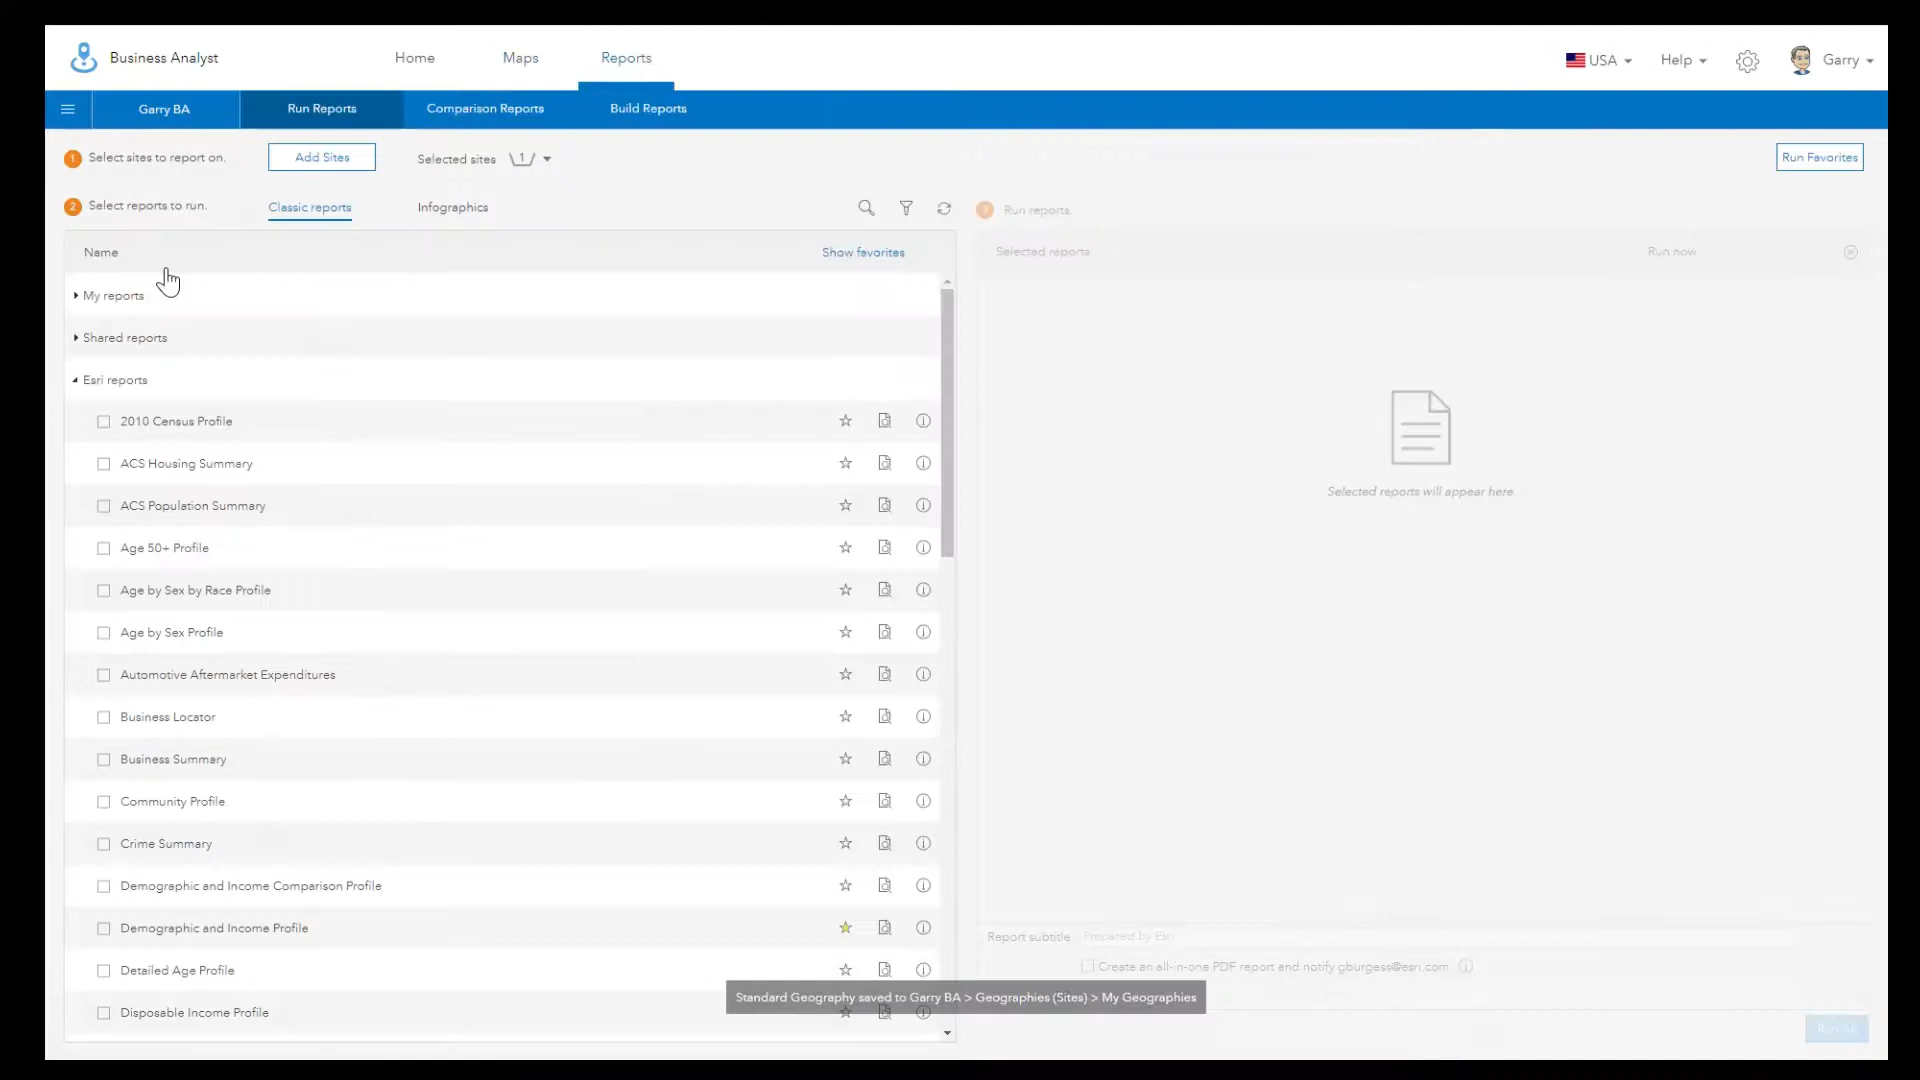 Business Analyst
Home
Maps
Reports
USA
Help
Garry
Garry BA
Run Reports
Comparison Reports
Build Reports
1 Select sites to report on.
Add Sites
Selected sites
1
Run Favorites
2 Select reports to run.
Classic reports
Infographics
Run reports.
Name
Show favorites
Selected reports
Run now
My reports
Shared reports
Esri reports
2010 Census Profile
ACS Housing Summary
ACS Population Summary
Age 50+ Profile
Age by Sex by Race Profile
Age by Sex Profile
Automotive Aftermarket Expenditures
Business Locator
Business Summary
Community Profile
Crime Summary
Demographic and Income Comparison Profile
Demographic and Income Profile
Detailed Age Profile
Disposable Income Profile
Selected reports will appear here
Report subtitle
Prepared by Esri
Create an all-in-one PDF report and notify gburgess@esri.com
Standard Geography saved to Garry BA > Geographies (Sites) > My Geographies